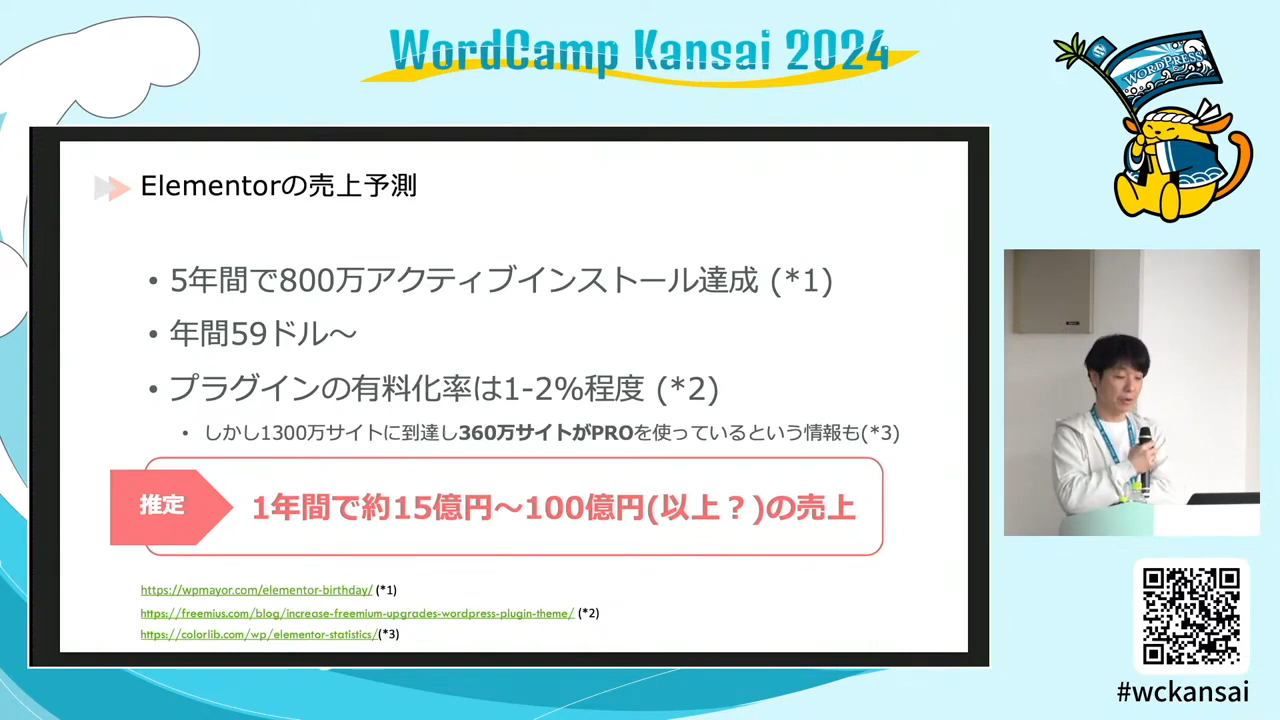 WordCamp Kansai 2024
WORDPRESS
W
Elementorの売上予測
• 5年間で800万アクティブインストール達成 (*1)
• 年間59ドル～
• プラグインの有料化率は1-2%程度 (*2)
• しかし1300万サイトに到達し360万サイトがPROを使っているという情報も(*3)
推定
1年間で約15億円～100億円(以上？)の売上
https://wpmayor.com/elementor-birthday/ (*1)
https://freemius.com/blog/increase-freemium-upgrades-wordpress-plugin-theme/ (*2)
https://colorlib.com/wp/elementor-statistics/(*3)
#wckansai